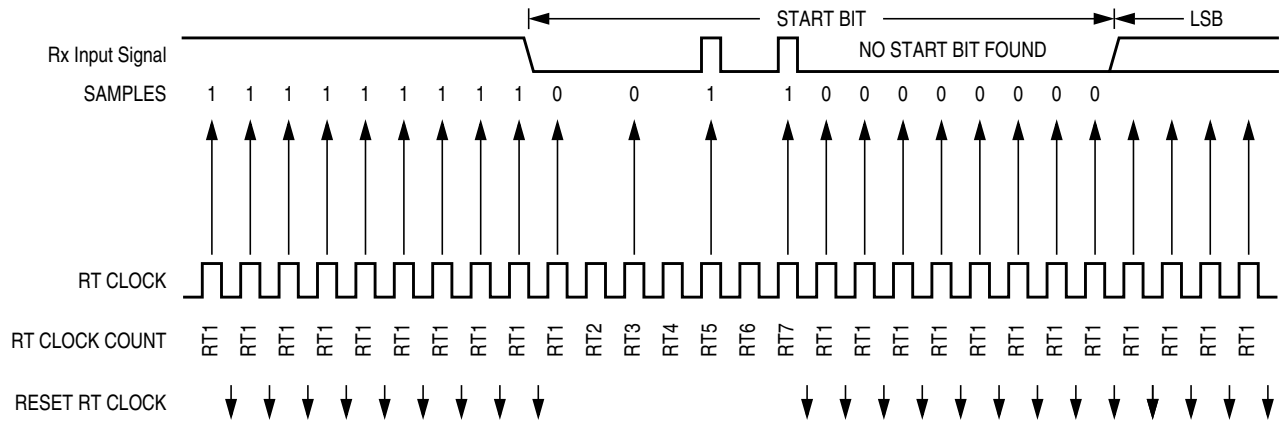 START BIT LSB
Rx Input Signal NO START BIT FOUND
SAMPLES 1 1 1 1 1 1 1 1 1 0 0 1 1 0 0 0 0 0 0 0 0
RT CLOCK
RT CLOCK COUNT RT1 RT1 RT1 RT1 RT1 RT1 RT1 RT1 RT1 RT1 RT2 RT3 RT4 RT5 RT6 RT7 RT1 RT1 RT1 RT1 RT1 RT1 RT1 RT1 RT1 RT1 RT1 RT1
RESET RT CLOCK